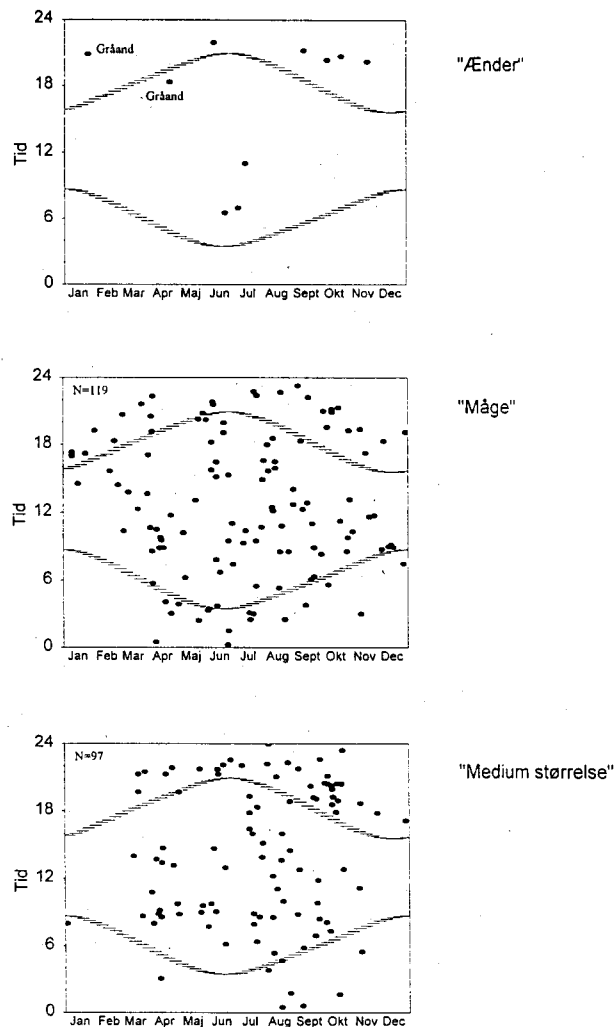 24
Gråand
"Ænder"
18
Gråand
Tid
12
6
0
Jan Feb Mar Apr Maj Jun Jul Aug Sept Okt Nov Dec
24
N=119
"Måge"
18
Tid
12
6
0
Jan Feb Mar Apr Maj Jun Jul Aug Sept Okt Nov Dec
24
N=97
"Medium størrelse"
18
Tid
12
6
0
Jan Feb Mar Apr Maj Jun Jul Aug Sept Okt Nov Dec